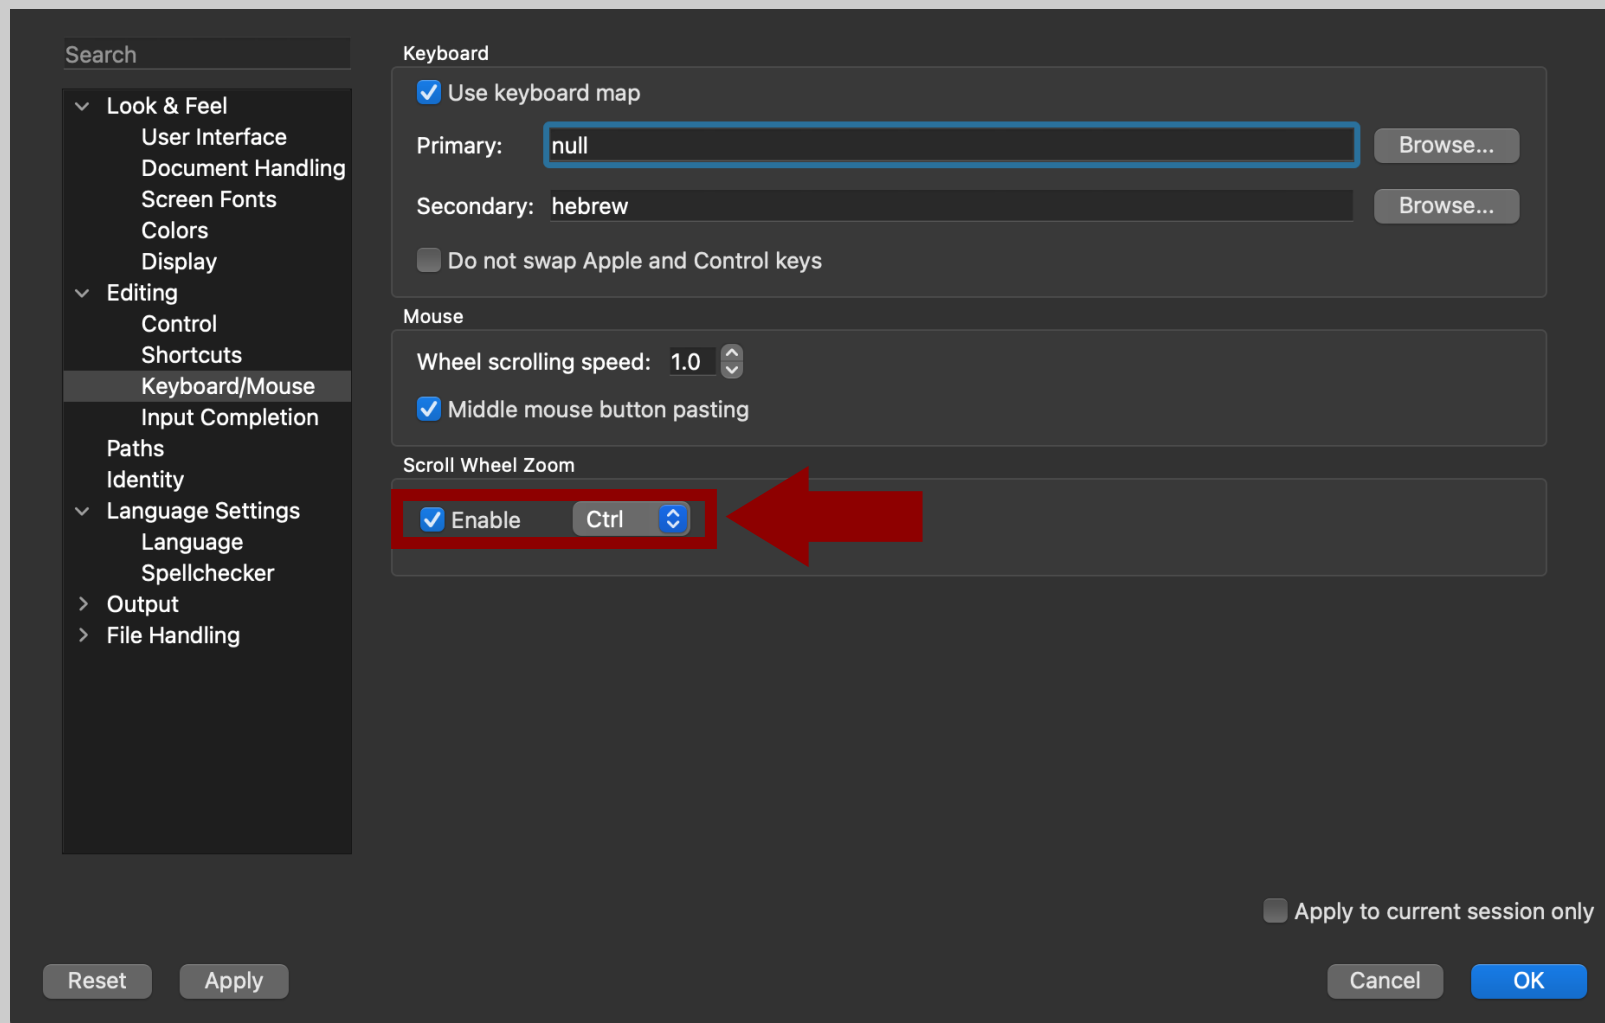 Search
Look & Feel
User Interface
Document Handling
Screen Fonts
Colors
Display
Editing
Control
Shortcuts
Keyboard/Mouse
Input Completion
Paths
Identity
Language Settings
Language
Spellchecker
Output
File Handling
Keyboard
Use keyboard map
Primary: null Browse...
Secondary: hebrew Browse...
Do not swap Apple and Control keys
Mouse
Wheel scrolling speed: 1.0
Middle mouse button pasting
Scroll Wheel Zoom
Enable Ctrl
Apply to current session only
Reset Apply Cancel OK